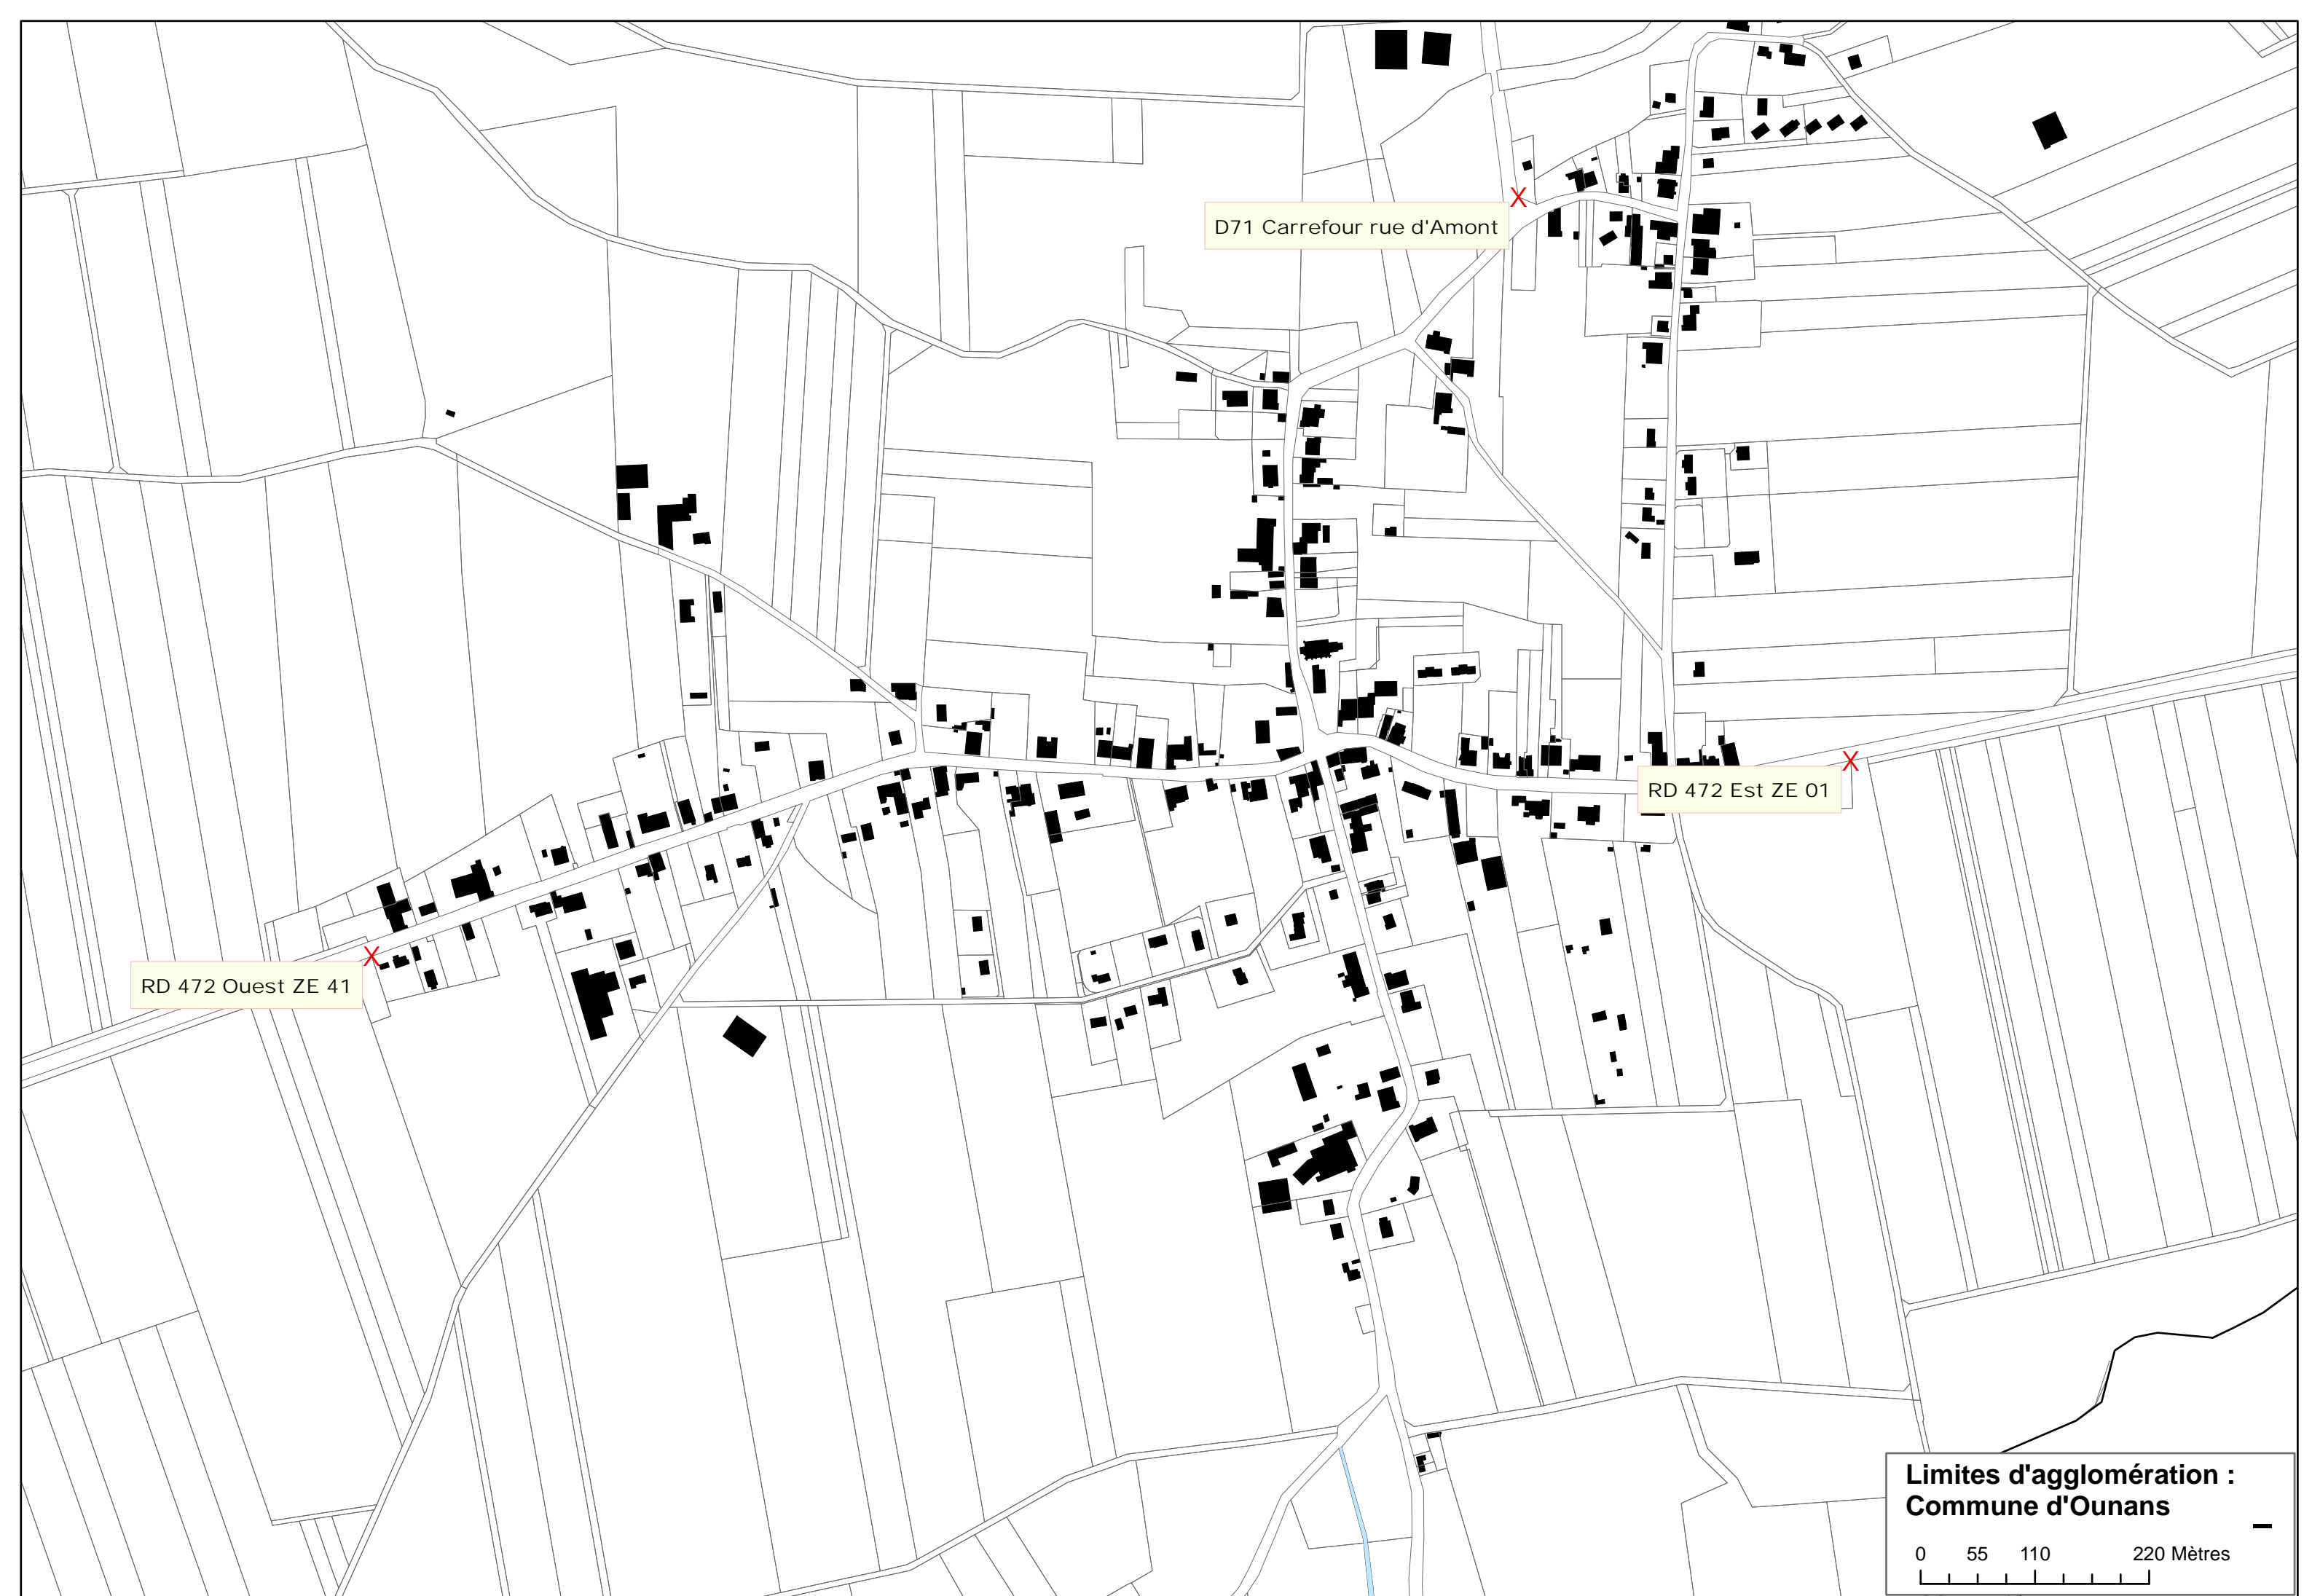 D71 Carrefour rue d'Amont
RD 472 Est ZE 01
RD 472 Ouest ZE 41
Limites d'agglomération :
Commune d'Ounans
0 55 110 220 Mètres